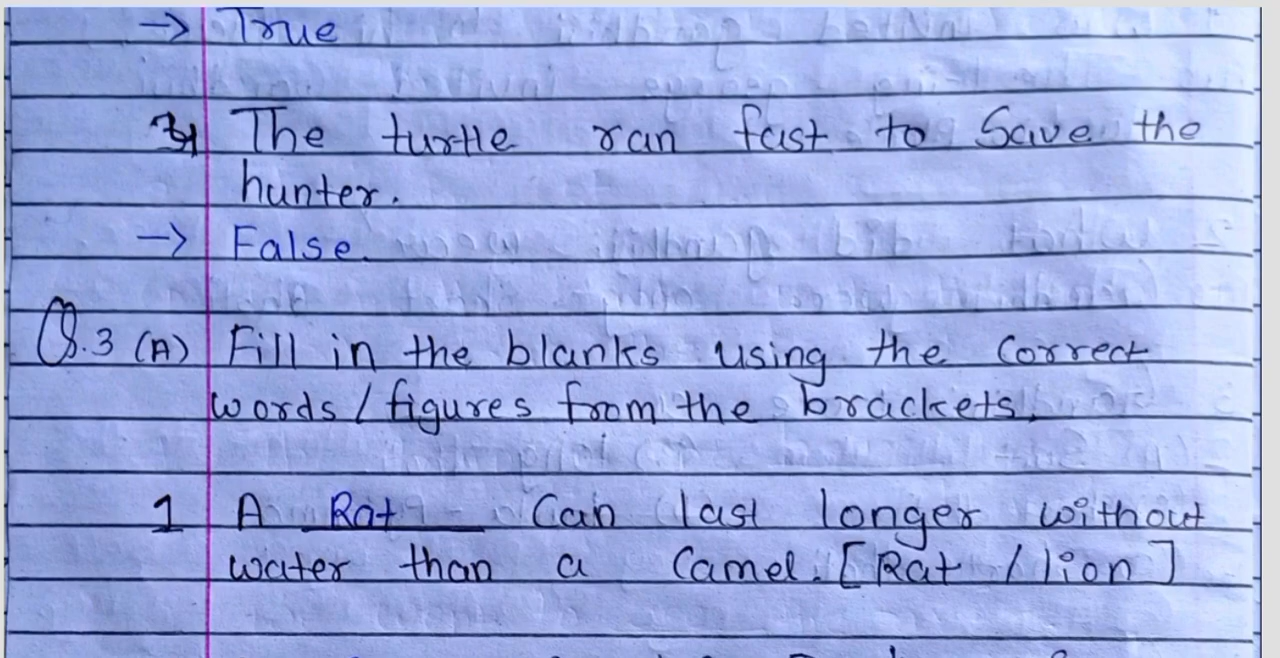 → True
3 The turtle ran fast to Save the
hunter.
→ False.
Q.3 (A) Fill in the blanks using the Correct
words / figures from the brackets.
1 A Rat Can last longer without
water than a Camel. [Rat / lion]